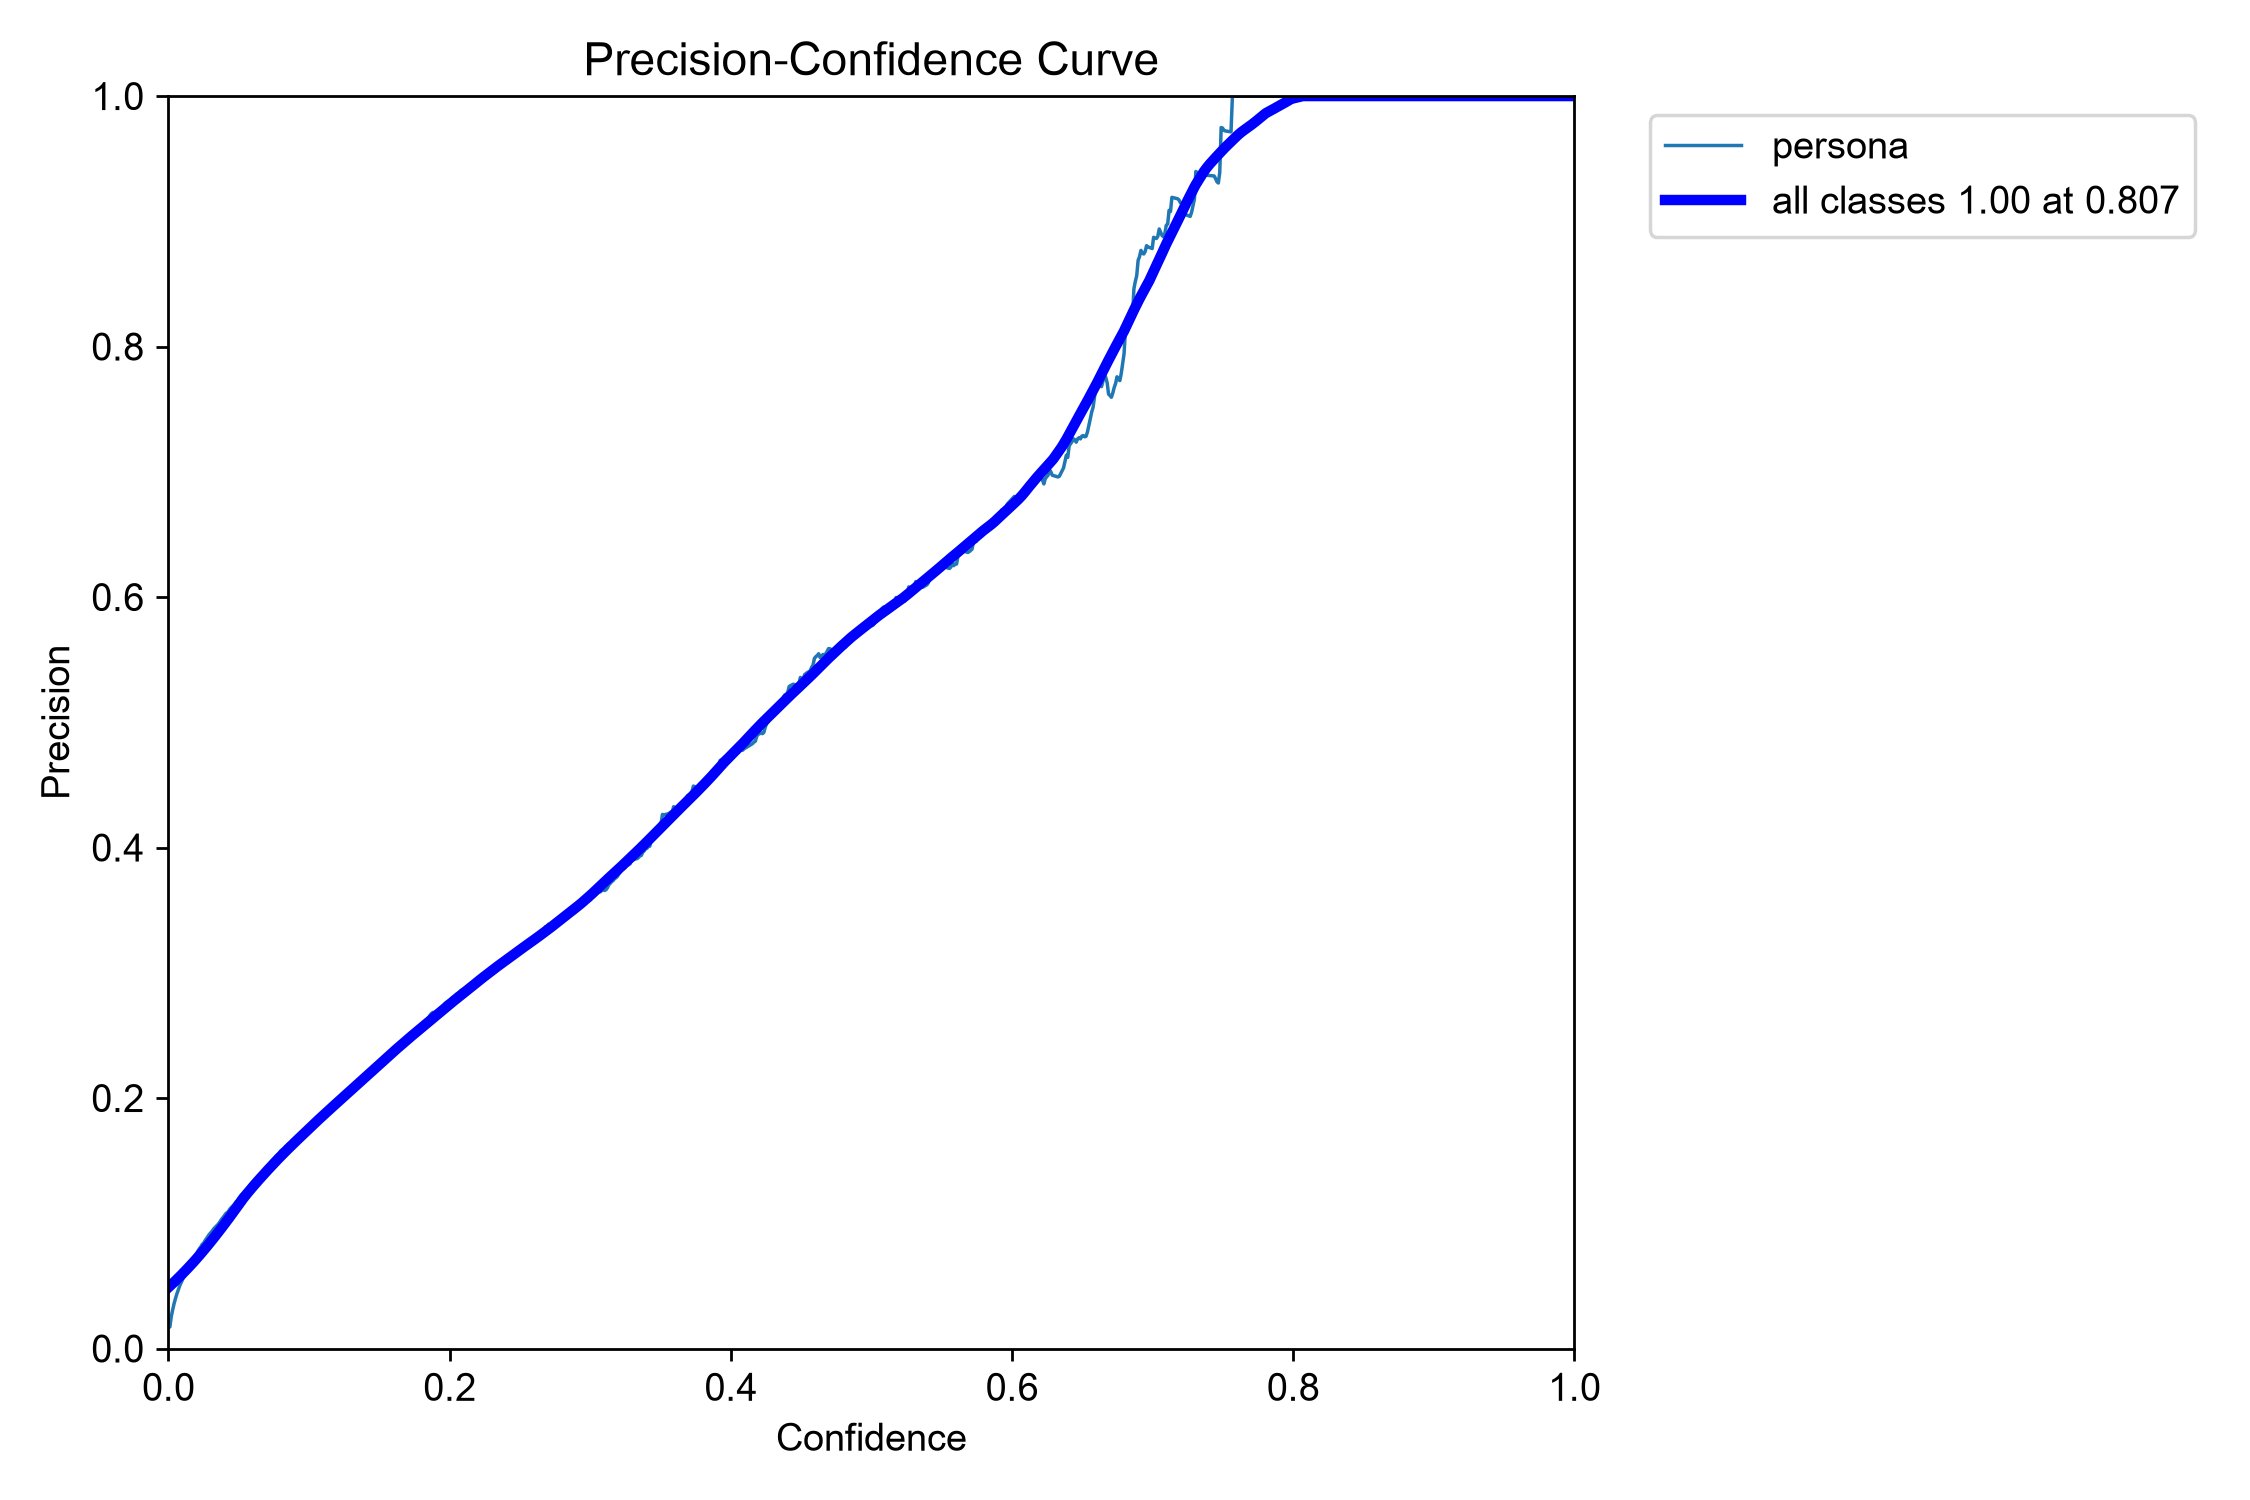 Precision-Confidence Curve
1.0
0.8
0.6
0.4
0.2
0.0
Precision
0.0 0.2 0.4 0.6 0.8 1.0
Confidence
persona
all classes 1.00 at 0.807